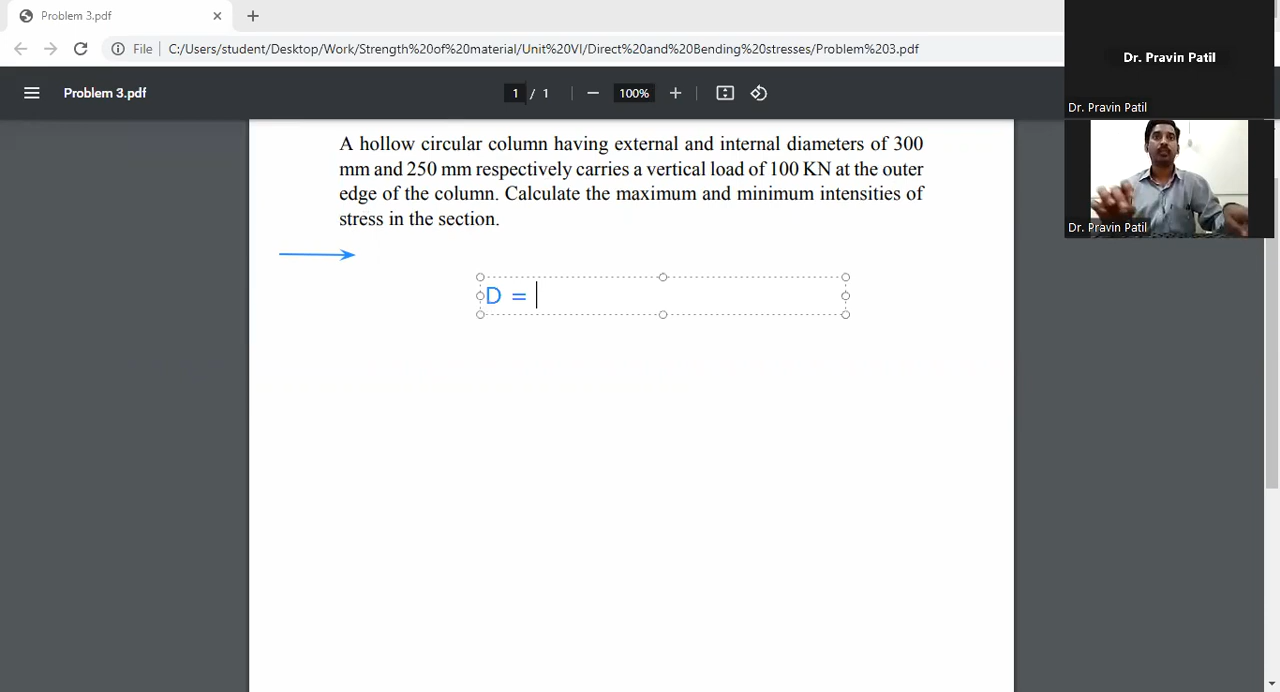 Problem 3.pdf
File
C:/Users/student/Desktop/Work/Strength%20of%20material/Unit%20VI/Direct%20and%20Bending%20stresses/Problem%203.pdf
Problem 3.pdf
1 / 1
100%
A hollow circular column having external and internal diameters of 300
mm and 250 mm respectively carries a vertical load of 100 KN at the outer
edge of the column. Calculate the maximum and minimum intensities of
stress in the section.
D =
Dr. Pravin Patil
Dr. Pravin Patil
Dr. Pravin Patil